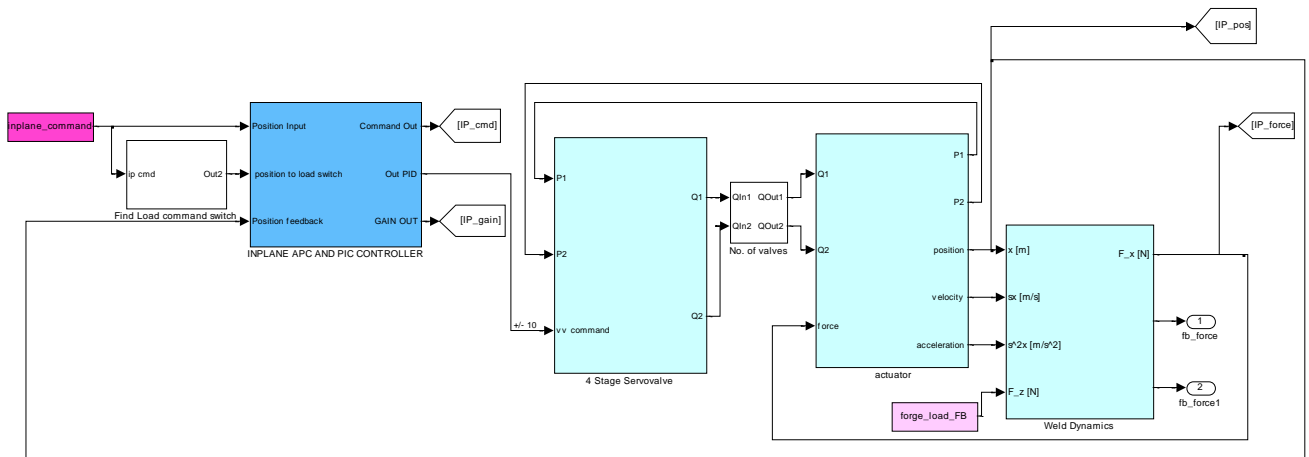 [IP_pos]
inplane_command
Position Input
Command Out
[IP_cmd]
[IP_force]
ip cmd
Out2
position to load switch
Out PID
Find Load command switch
Position feedback
GAIN OUT
[IP_gain]
INPLANE APC AND PIC CONTROLLER
P1
P2
+/- 10
vv command
Q1
Q2
4 Stage Servovalve
QIn1
QOut1
QIn2
QOut2
No. of valves
Q1
Q2
force
P1
P2
position
velocity
acceleration
actuator
x [m]
sx [m/s]
s^2x [m/s^2]
F_z [N]
F_x [N]
Weld Dynamics
forge_load_FB
1
fb_force
2
fb_force1